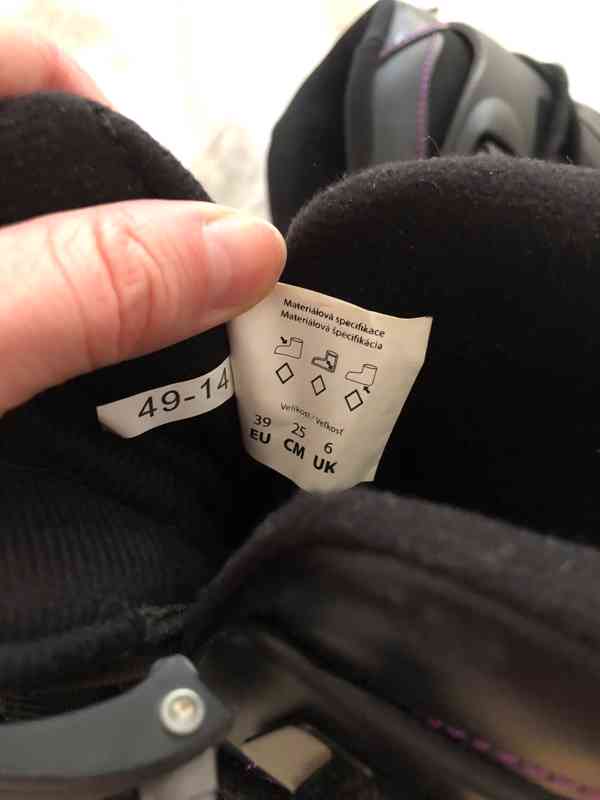 Materiálová specifikace
Materiálová špecifikácia
49-14
Velikost/Veľkosť
39 25 6
EU CM UK